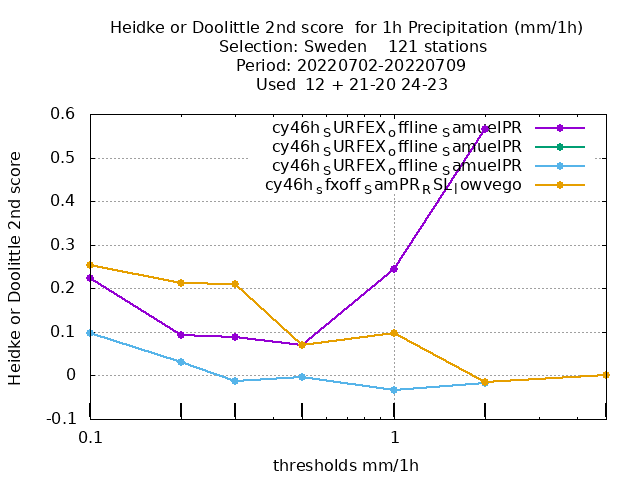 Heidke or Doolittle 2nd score  for 1h Precipitation (mm/1h)
Selection: Sweden    121 stations
Period: 20220702-20220709
Used  12 + 21-20 24-23
cy46h_SURFEX_offline_SamuelPR
cy46h_SURFEX_offline_SamuelPR
cy46h_SURFEX_offline_SamuelPR
cy46h_sfxoff_SamPR_RSL_lowvego
Heidke or Doolittle 2nd score
0.6
0.5
0.4
0.3
0.2
0.1
0
-0.1
0.1
1
thresholds mm/1h